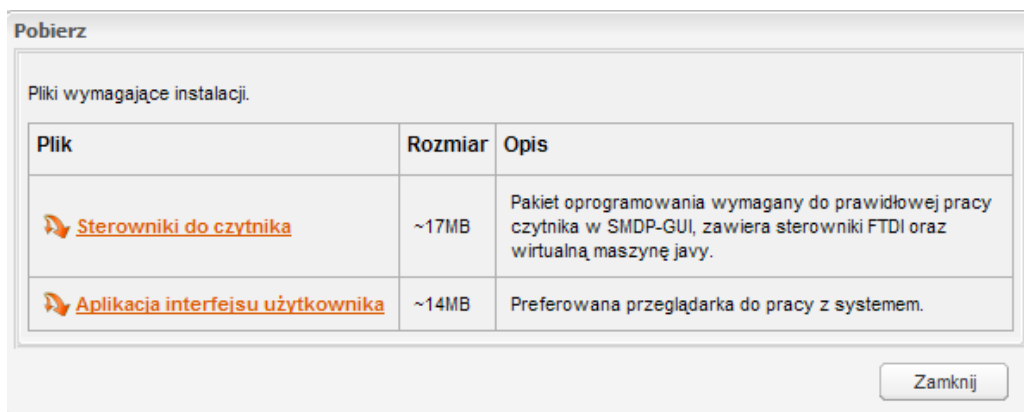 Pobierz
Pliki wymagające instalacji.
Plik Rozmiar Opis
Sterowniki do czytnika ~17MB Pakiet oprogramowania wymagany do prawidłowej pracy
czytnika w SMDP-GUI, zawiera sterowniki FTDI oraz
wirtualną maszynę javy.
Aplikacja interfejsu użytkownika ~14MB Preferowana przeglądarka do pracy z systemem.
Zamknij